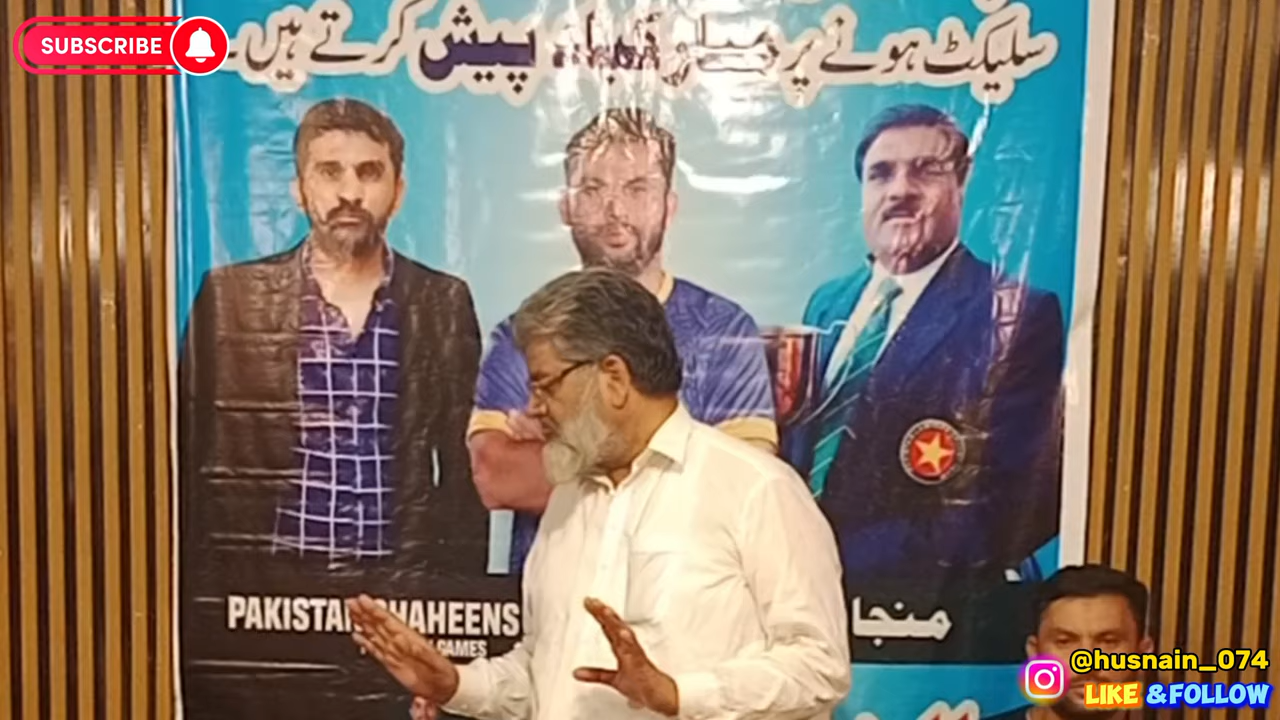 SUBSCRIBE
سلیکٹ ہونے پر مبارکباد پیش کرتے ہیں۔
PAKISTAN SHAHEENS
GAMES
منجا
@husnain_074
LIKE & FOLLOW